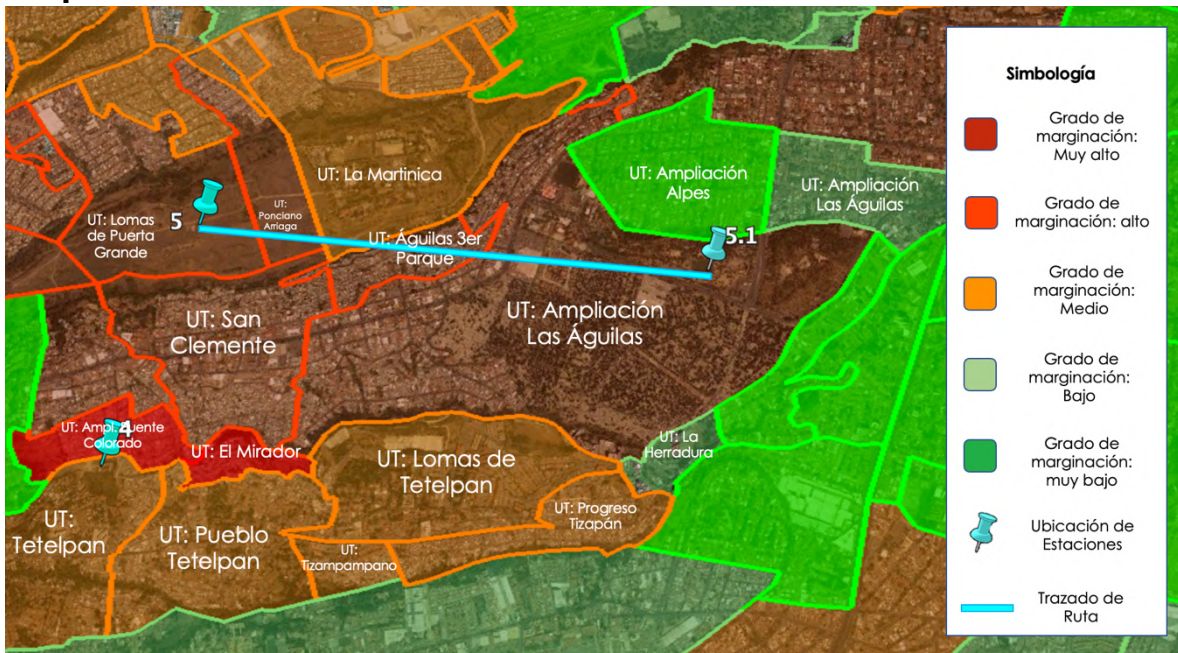 UT: La Martinica
UT: Ampliación
Alpes
UT: Ampliación
Las Águilas
UT: Lomas
de Puerta
Grande
5
UT:
Ponciano
Arriaga
UT: Águilas 3er
Parque
5.1
UT: San
Clemente
UT: Ampliación
Las Águilas
UT: Ampl. Puente
Colorado
4
UT: El Mirador
UT: La
Herradura
UT: Lomas de
Tetelpan
UT: Progreso
Tizapán
UT:
Tetelpan
UT: Pueblo
Tetelpan
UT:
Tizampampano
Simbología
Grado de
marginación:
Muy alto
Grado de
marginación: alto
Grado de
marginación:
Medio
Grado de
marginación:
Bajo
Grado de
marginación:
muy bajo
Ubicación de
Estaciones
Trazado de
Ruta